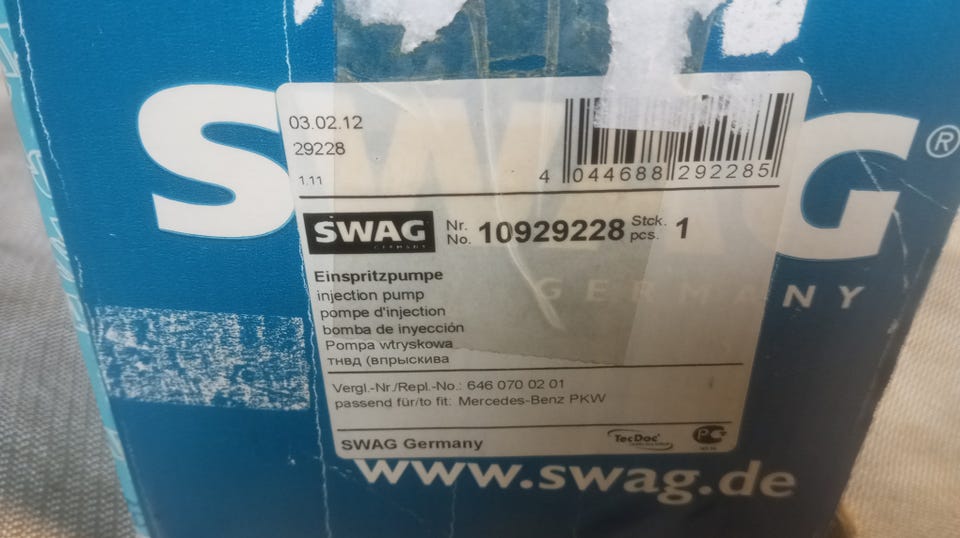 SWAG®
GERMANY
03.02.12
29228
1.11
4 044688 292285
SWAG Nr. No. 10929228 Stck. pcs. 1
GERMANY
Einspritzpumpe
injection pump
pompe d'injection
bomba de inyección
Pompa wtryskowa
тнвд (впрыскива
Vergl.-Nr./Repl.-No.: 646 070 02 01
passend für/to fit: Mercedes-Benz PKW
SWAG Germany
TecDoc
www.swag.de